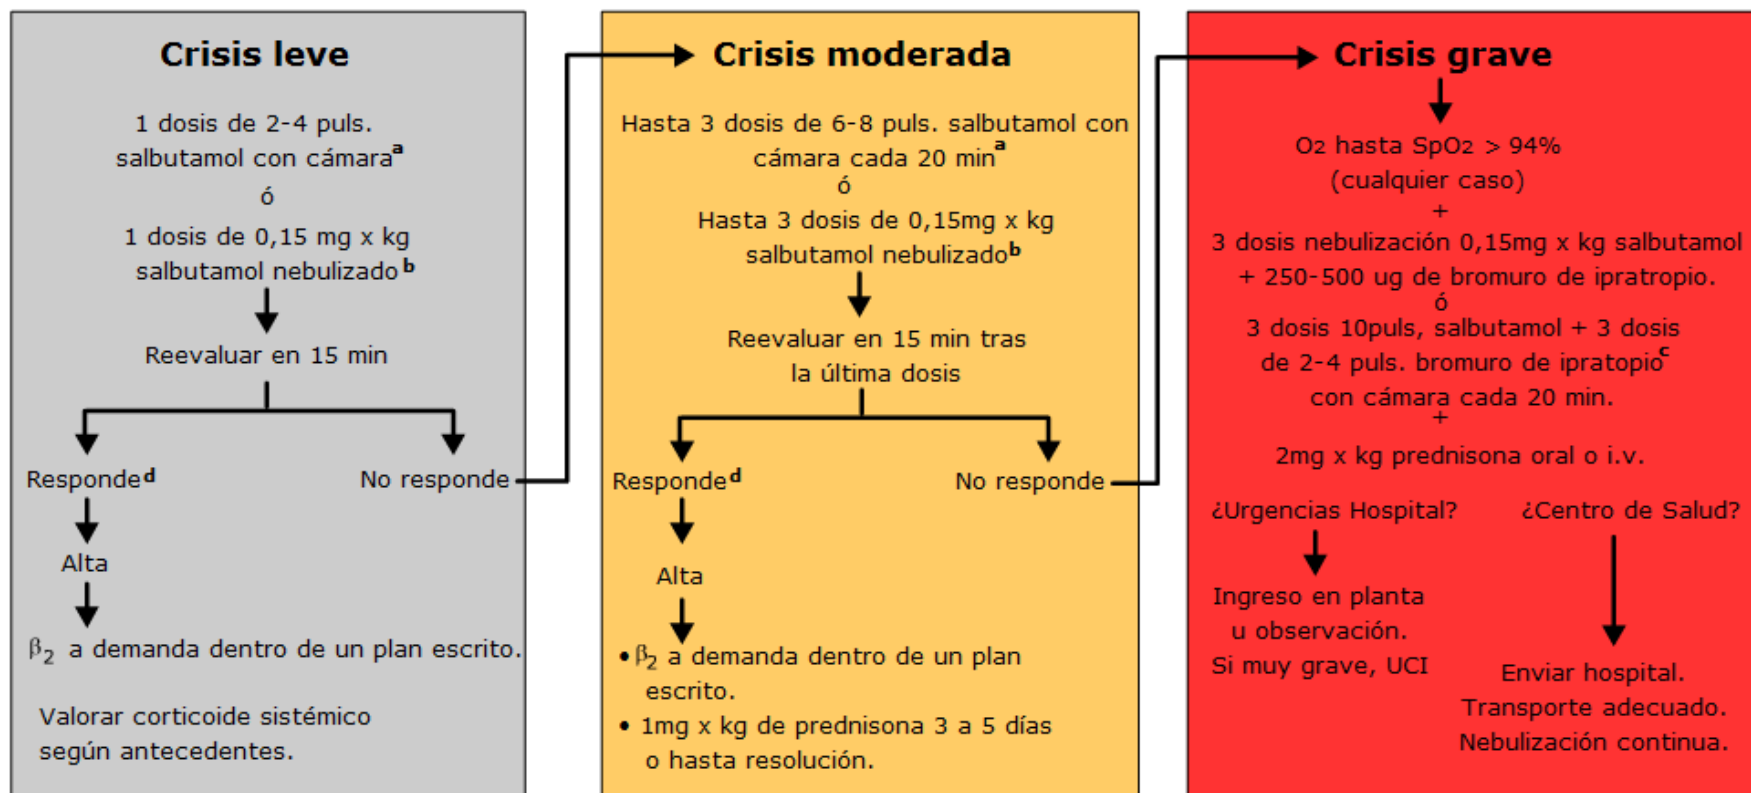 Crisis leve
1 dosis de 2-4 puls.
salbutamol con cámara a
ó
1 dosis de 0,15 mg x kg
salbutamol nebulizado b
Reevaluar en 15 min
Responde d
No responde
Alta
β2 a demanda dentro de un plan escrito.
Valorar corticoide sistémico
según antecedentes.
Crisis moderada
Hasta 3 dosis de 6-8 puls. salbutamol con
cámara cada 20 min a
ó
Hasta 3 dosis de 0,15mg x kg
salbutamol nebulizado b
Reevaluar en 15 min tras
la última dosis
Responde d
No responde
Alta
• β2 a demanda dentro de un plan
escrito.
• 1mg x kg de prednisona 3 a 5 días
o hasta resolución.
Crisis grave
O2 hasta SpO2 > 94%
(cualquier caso)
+
3 dosis nebulización 0,15mg x kg salbutamol
+ 250-500 ug de bromuro de ipratropio.
ó
3 dosis 10puls, salbutamol + 3 dosis
de 2-4 puls. bromuro de ipratopio c
con cámara cada 20 min.
+
2mg x kg prednisona oral o i.v.
¿Urgencias Hospital?
Ingreso en planta
u observación.
Si muy grave, UCI
¿Centro de Salud?
Enviar hospital.
Transporte adecuado.
Nebulización continua.